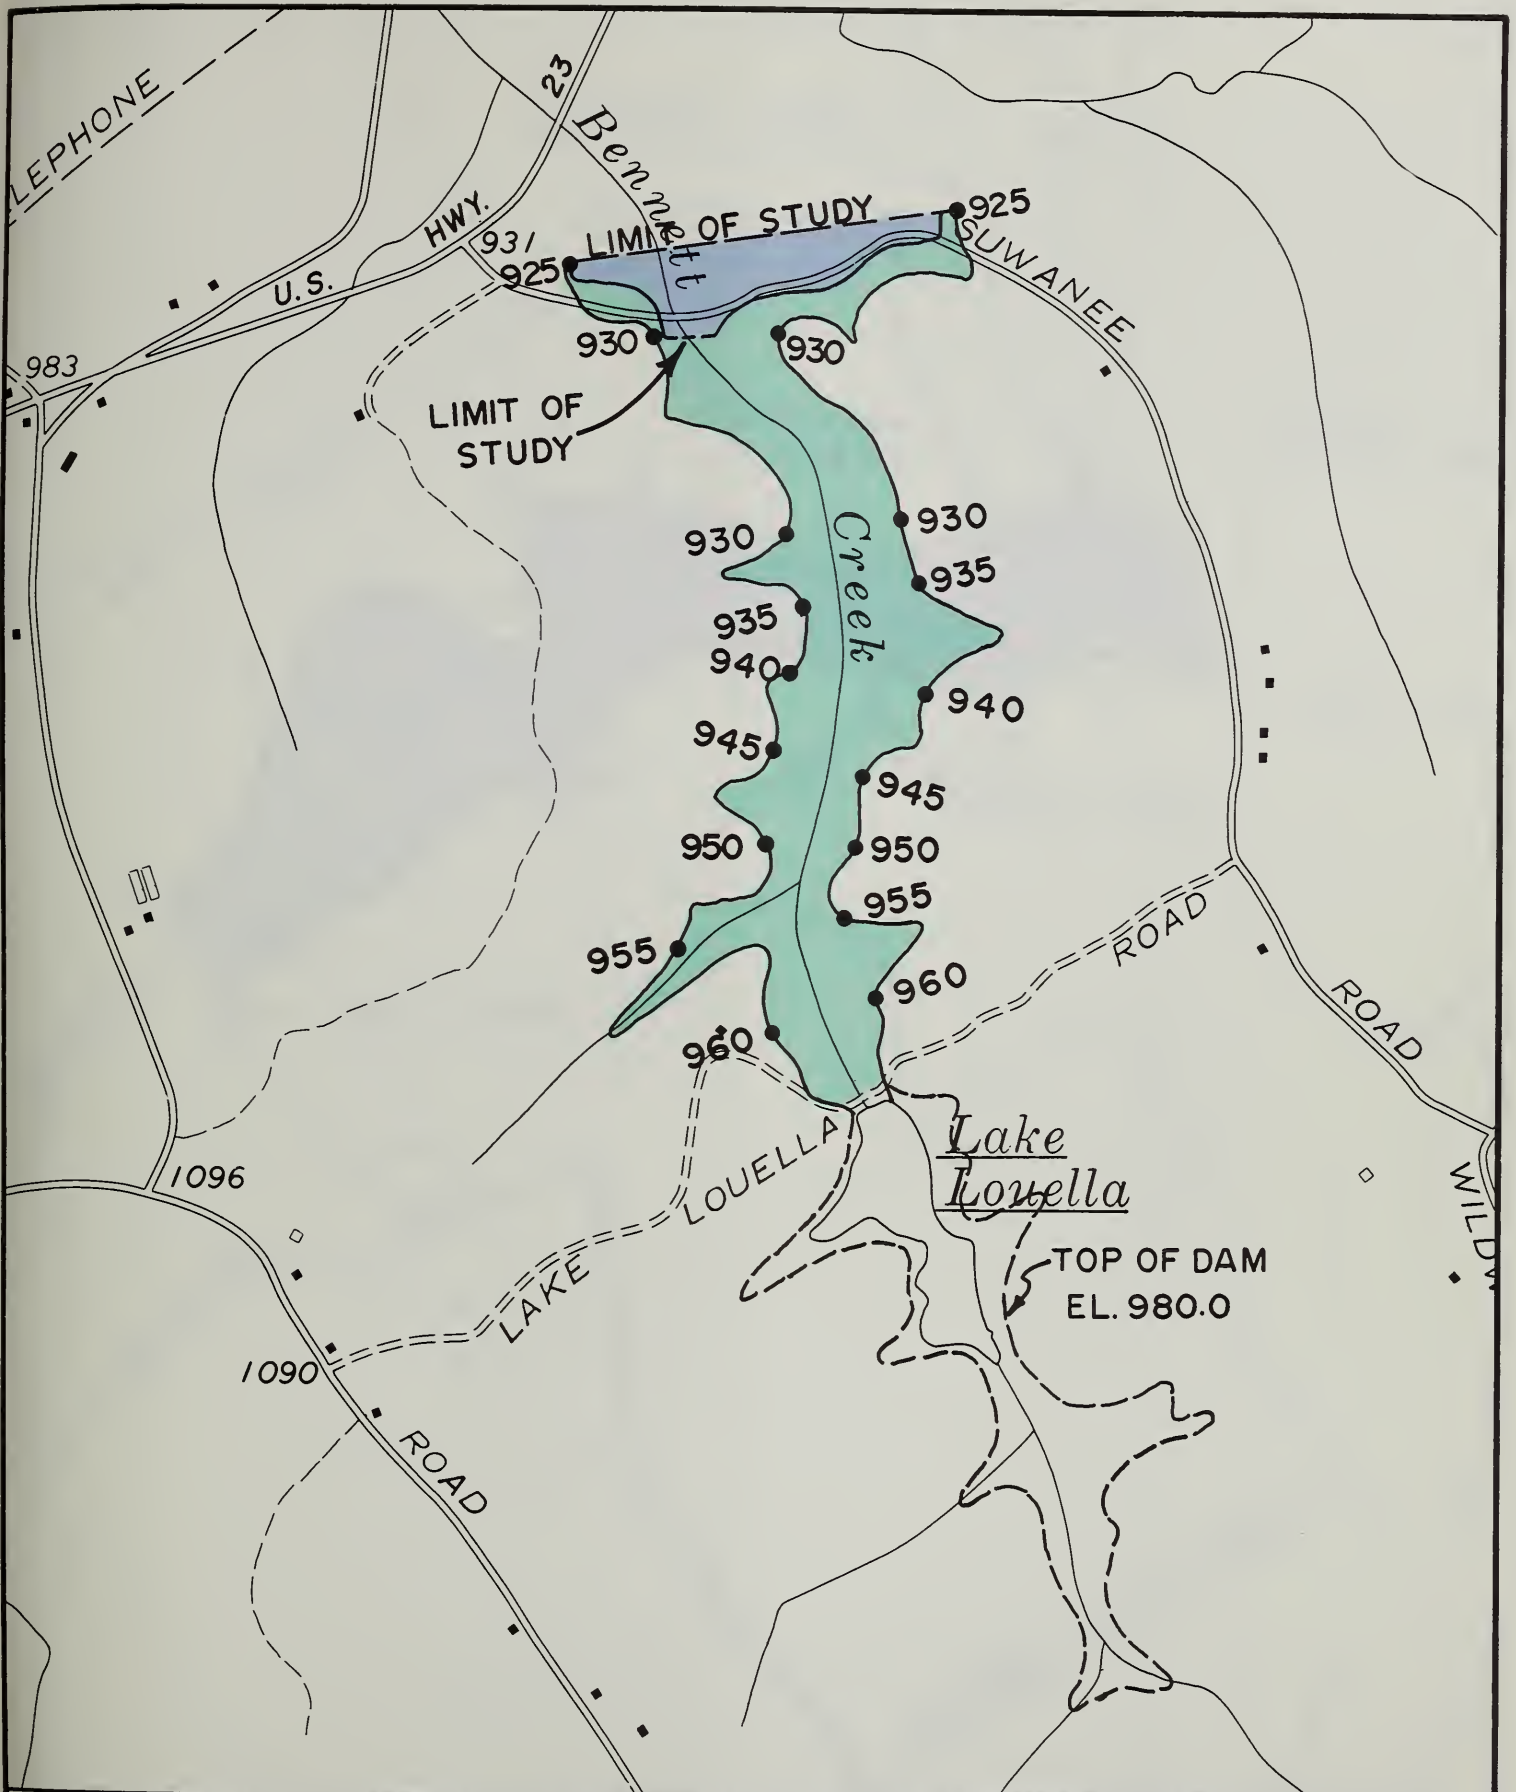 LEPHONE
23
Bennett
HWY.
931
U.S.
LIMIT OF STUDY
925
925
SUWANEE
930
930
983
LIMIT OF
STUDY
930
930
Creek
935
935
940
940
945
945
950
950
955
955
960
960
ROAD
ROAD
Lake
Louella
LOUELLA
LAKE
1096
WILDW
TOP OF DAM
EL. 980.0
1090
ROAD